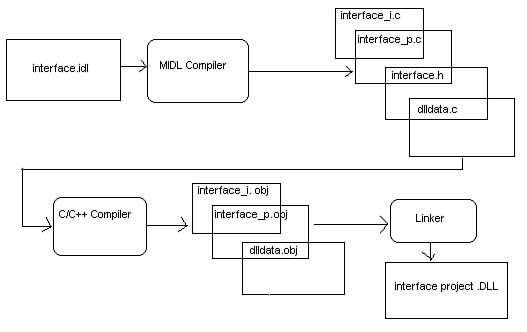 interface.idl
MIDL Compiler
interface_i.c
interface_p.c
interface.h
dlldata.c
C/C++ Compiler
interface_i. obj
interface_p.obj
dlldata.obj
Linker
interface project .DLL